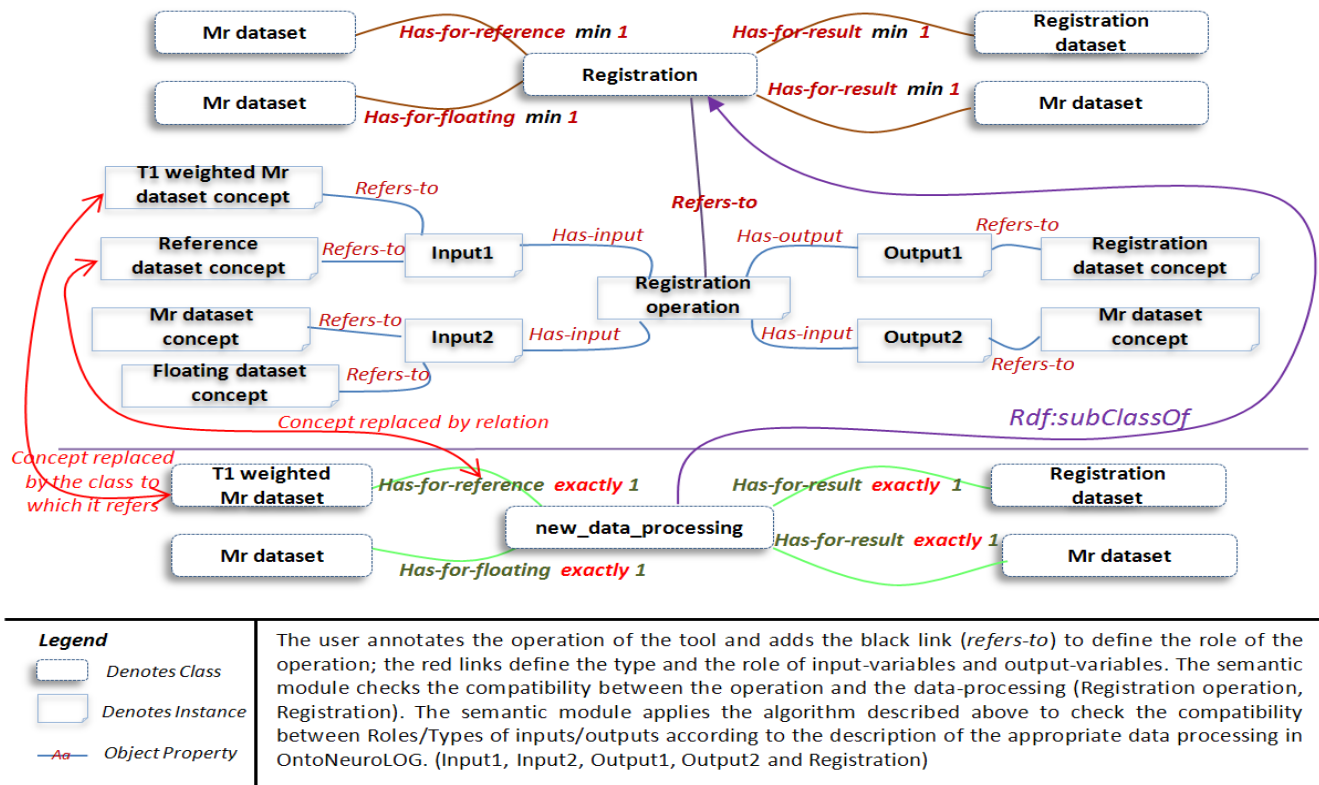 Mr dataset
Has-for-reference min 1
Has-for-result min 1
Registration
dataset
Registration
Mr dataset
Has-for-floating min 1
Has-for-result min 1
Mr dataset
T1 weighted Mr
dataset concept
Refers-to
Refers-to
Reference
dataset concept
Refers-to
Input1
Has-input
Has-output
Output1
Refers-to
Registration
dataset concept
Registration
operation
Mr dataset
concept
Refers-to
Input2
Has-input
Has-input
Output2
Refers-to
Mr dataset
concept
Floating dataset
concept
Refers-to
Concept replaced by relation
Rdf:subClassOf
Concept replaced
by the class to
which it refers
T1 weighted
Mr dataset
Has-for-reference exactly 1
Has-for-result exactly 1
Registration
dataset
new_data_processing
Mr dataset
Has-for-floating exactly 1
Has-for-result exactly 1
Mr dataset
Legend
Denotes Class
Denotes Instance
Aa Object Property
The user annotates the operation of the tool and adds the black link (refers-to) to define the role of the
operation; the red links define the type and the role of input-variables and output-variables. The semantic
module checks the compatibility between the operation and the data-processing (Registration operation,
Registration). The semantic module applies the algorithm described above to check the compatibility
between Roles/Types of inputs/outputs according to the description of the appropriate data processing in
OntoNeuroLOG. (Input1, Input2, Output1, Output2 and Registration)